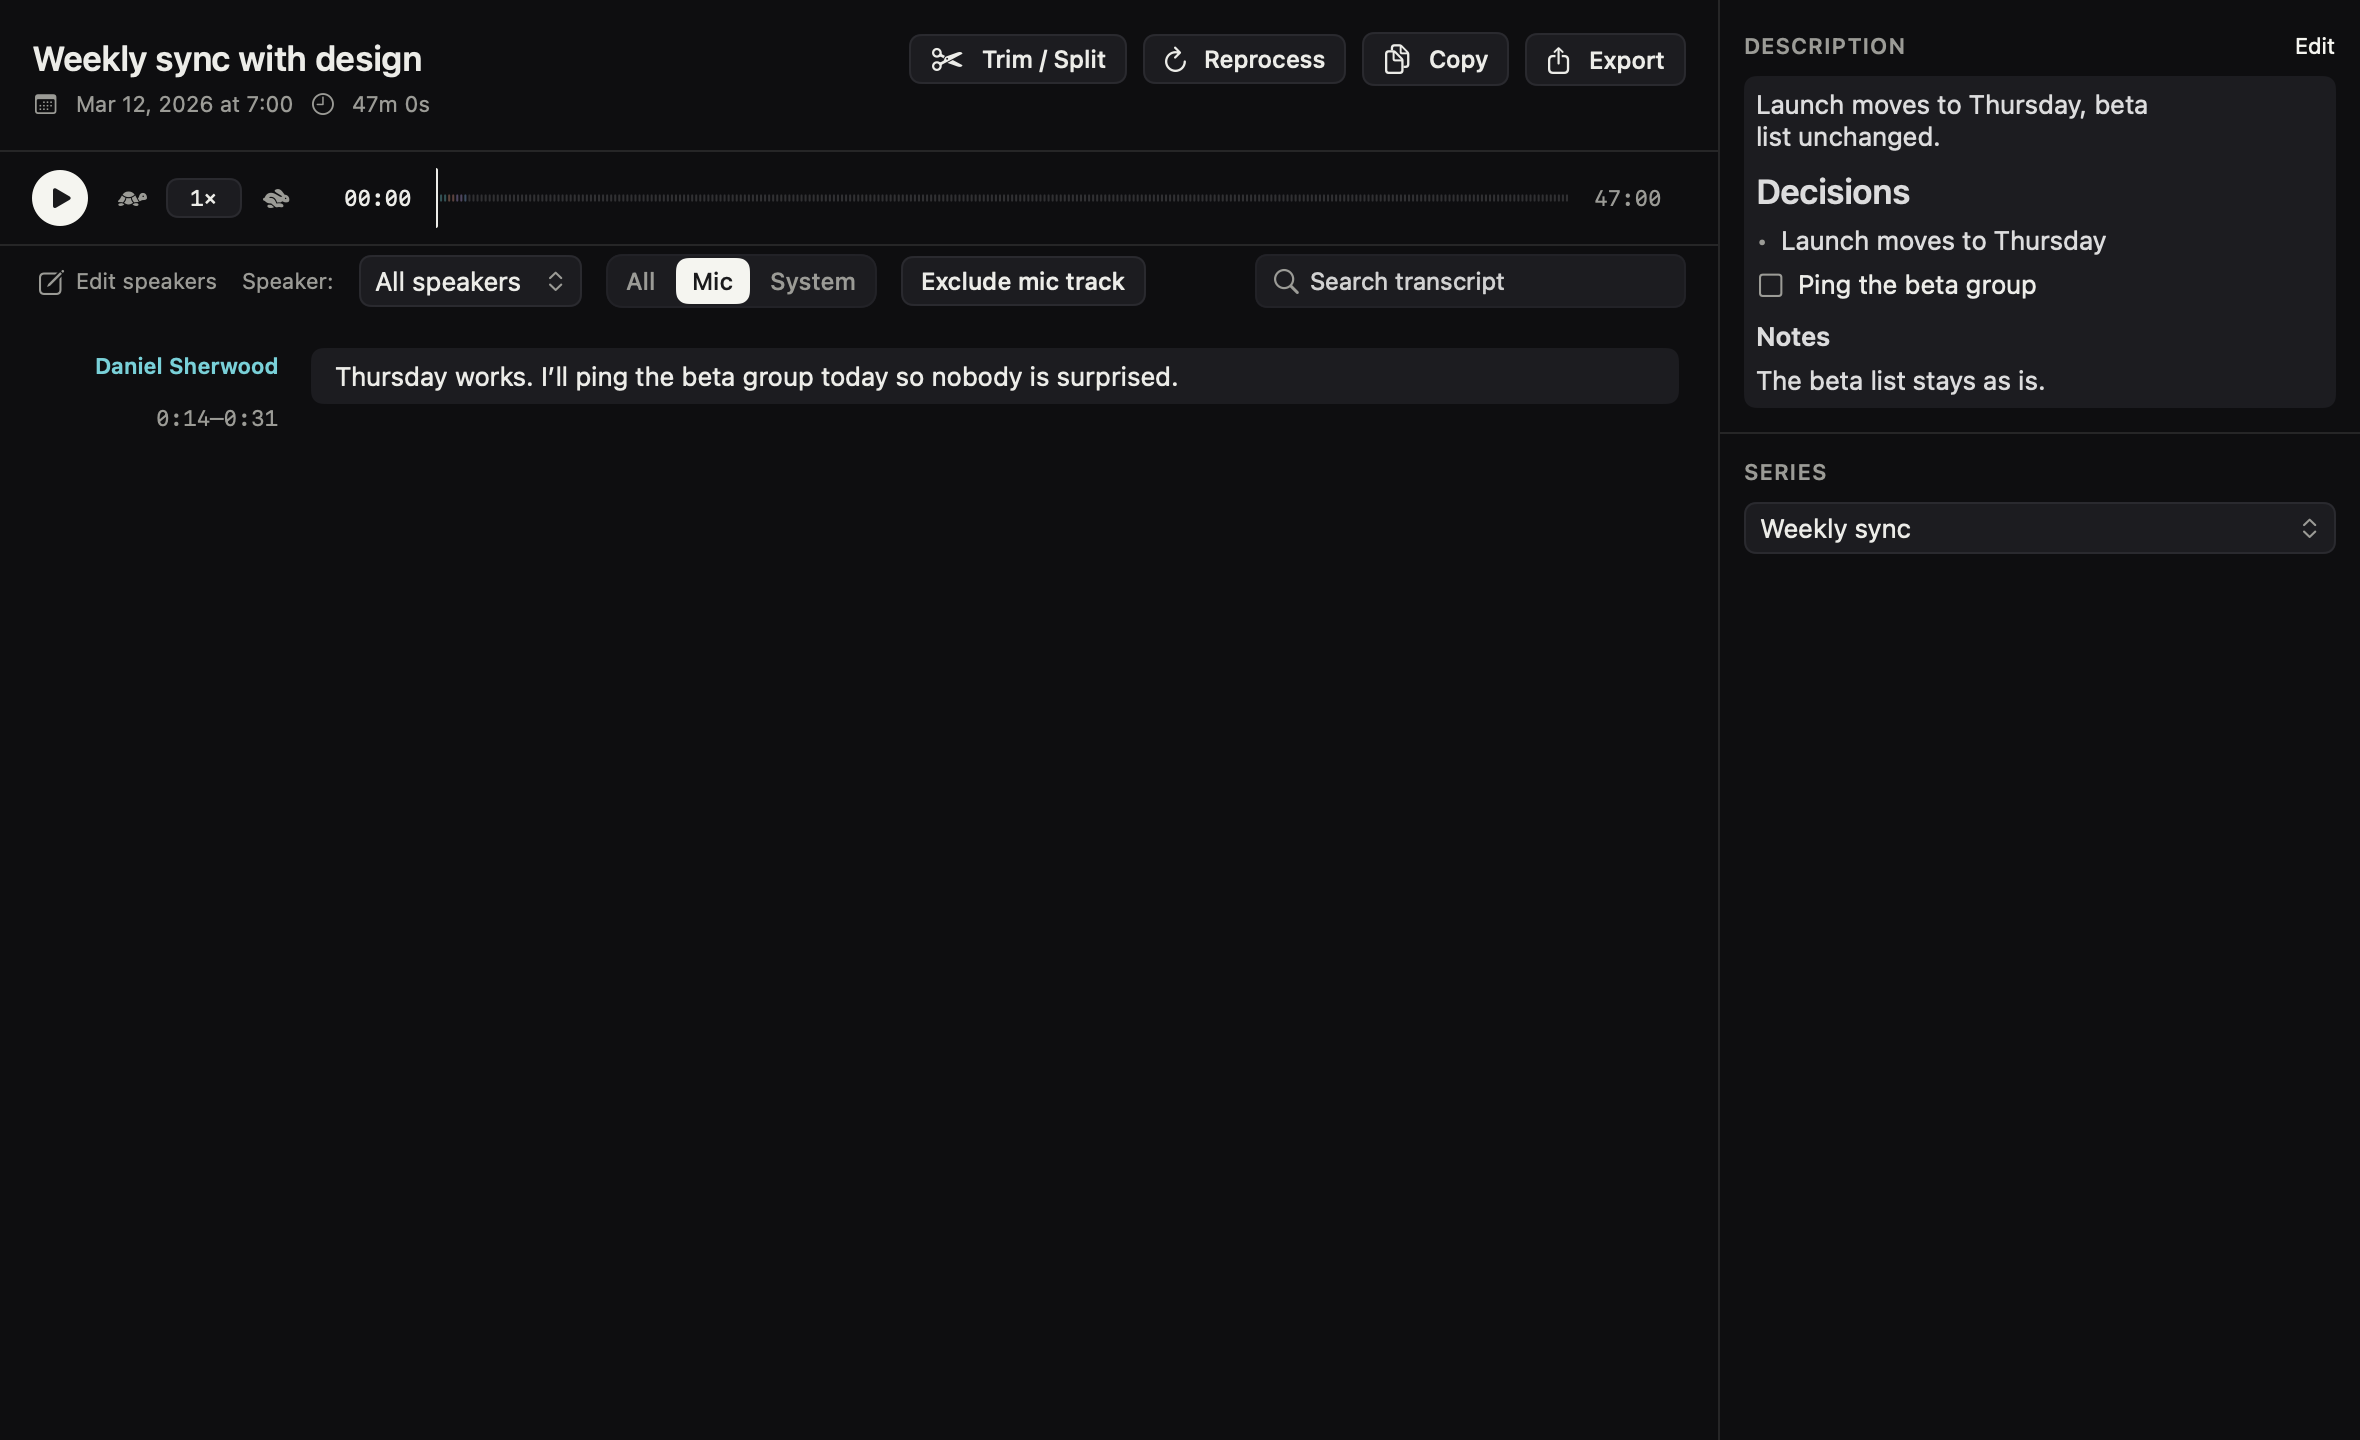 Weekly sync with design
Trim / Split
Reprocess
Copy
Export
Mar 12, 2026 at 7:00
47m 0s
1×
00:00
47:00
Edit speakers
Speaker:
All speakers
All
Mic
System
Exclude mic track
Search transcript
Daniel Sherwood
0:14–0:31
Thursday works. I’ll ping the beta group today so nobody is surprised.
DESCRIPTION
Edit
Launch moves to Thursday, beta
list unchanged.
Decisions
• Launch moves to Thursday
Ping the beta group
Notes
The beta list stays as is.
SERIES
Weekly sync